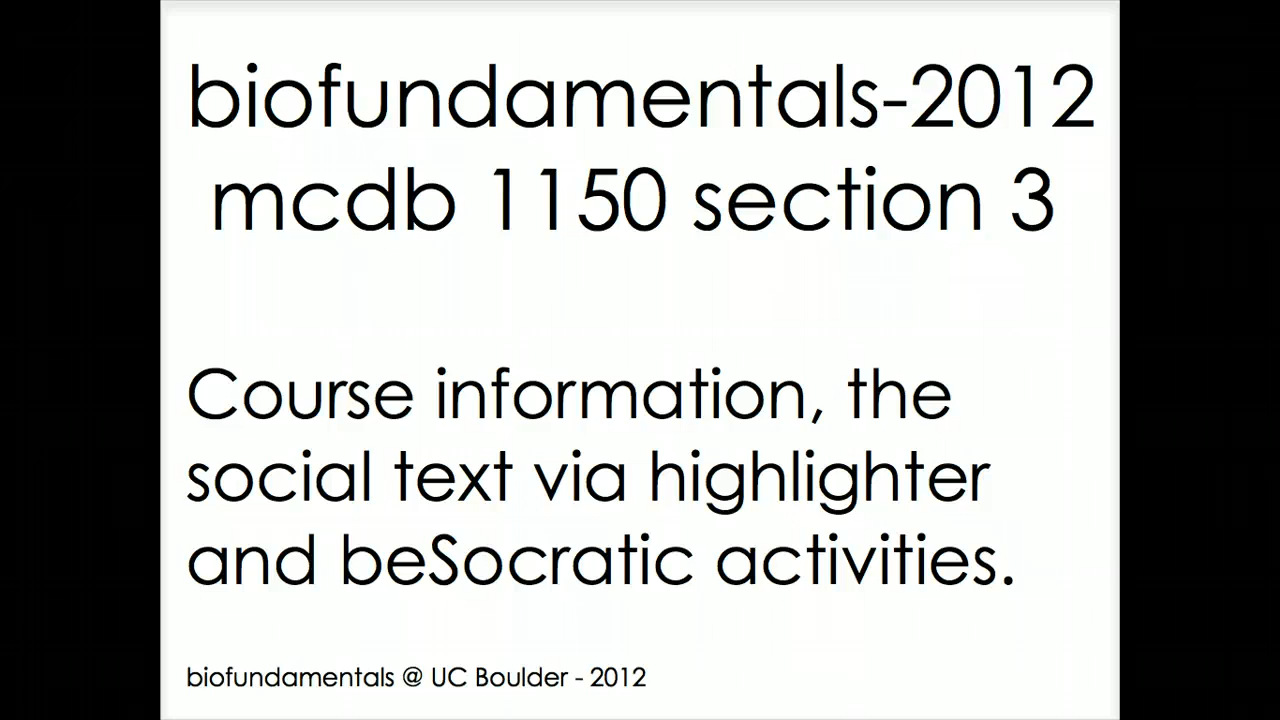 biofundamentals-2012
mcdb 1150 section 3
Course information, the
social text via highlighter
and beSocratic activities.
biofundamentals @ UC Boulder - 2012